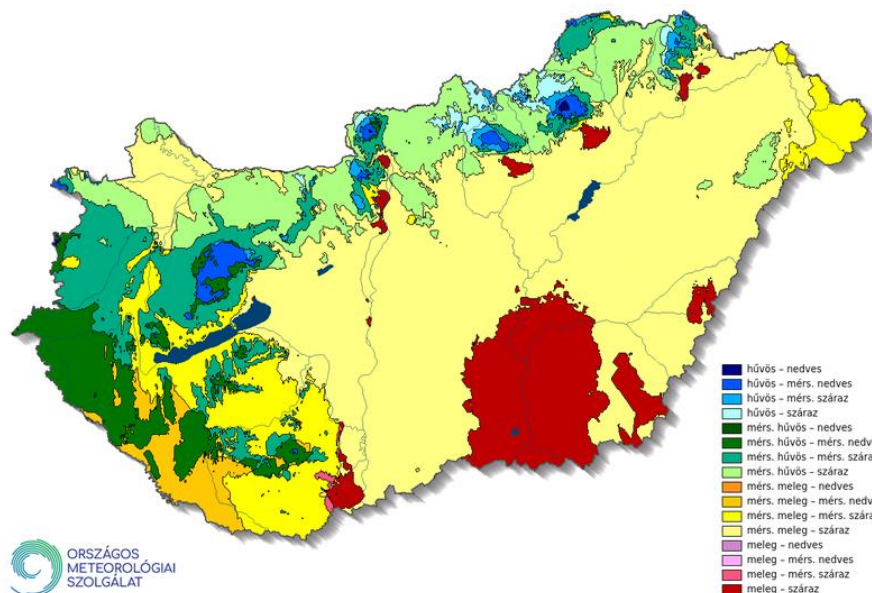 hűvös – nedves
hűvös – mérs. nedves
hűvös – mérs. száraz
hűvös – száraz
mérs. hűvös – nedves
mérs. hűvös – mérs. nedve
mérs. hűvös – mérs. szára
mérs. hűvös – száraz
mérs. meleg – nedves
mérs. meleg – mérs. nedve
mérs. meleg – mérs. szára
mérs. meleg – száraz
meleg – nedves
meleg – mérs. nedves
meleg – mérs. száraz
meleg – száraz
ORSZÁGOS
METEOROLÓGIAI
SZOLGÁLAT